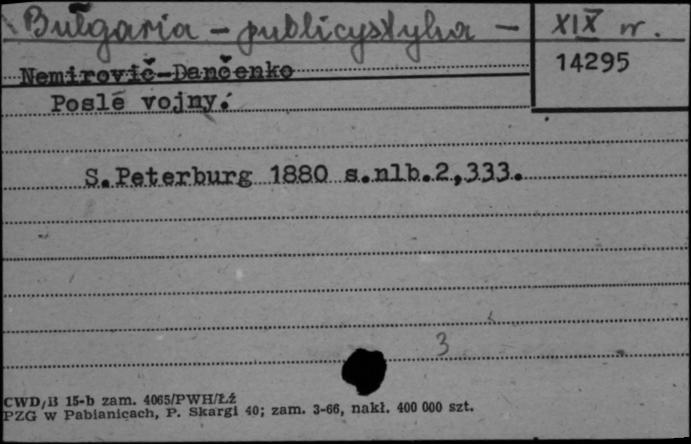 Bułgaria - publicystyka - XIX w.
14295
Nemirovič-Dančenko
Poslě vojny.
S.Peterburg 1880 s.nlb.2,333.
3
CWD/B 15-b zam. 4065/PWH/Łż
PZG w Pabianicach, P. Skargi 40; zam. 3-66, nakł. 400 000 szt.